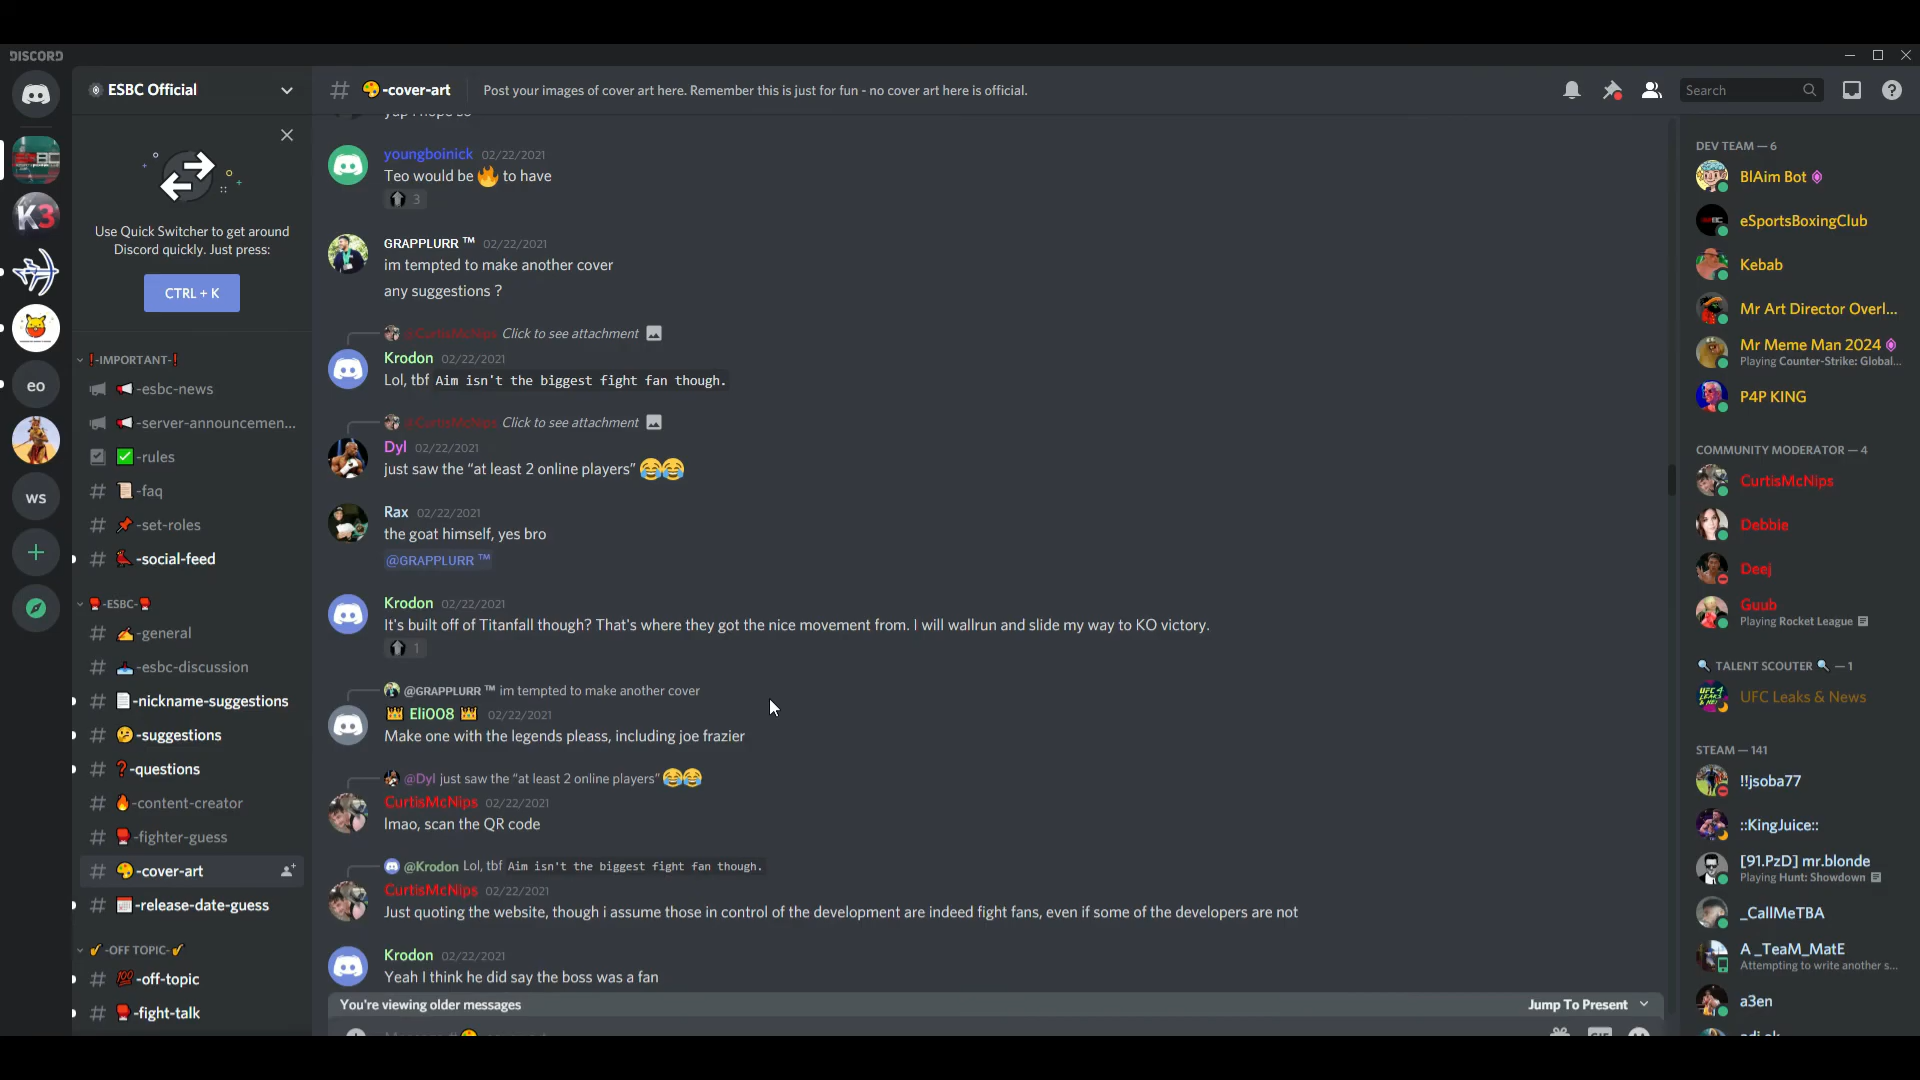 DISCORD
ESBC Official
-cover-art
Post your images of cover art here. Remember this is just for fun - no cover art here is official.
Search
Use Quick Switcher to get around
Discord quickly. Just press:
CTRL + K
K3
eo
ws
-IMPORTANT-
-esbc-news
-server-announcemen...
-rules
-faq
-set-roles
-social-feed
-ESBC-
-general
-esbc-discussion
-nickname-suggestions
-suggestions
-questions
-content-creator
-fighter-guess
-cover-art
-release-date-guess
-OFF TOPIC-
-off-topic
-fight-talk
yup i hope so
youngboinick 02/22/2021
Teo would be 🔥 to have
3
GRAPPLURR ™ 02/22/2021
im tempted to make another cover
any suggestions ?
@CurtisMcNips Click to see attachment
Krodon 02/22/2021
Lol, tbf Aim isn't the biggest fight fan though.
@CurtisMcNips Click to see attachment
Dyl 02/22/2021
just saw the “at least 2 online players” 😂😂
Rax 02/22/2021
the goat himself, yes bro
@GRAPPLURR ™
Krodon 02/22/2021
It's built off of Titanfall though? That's where they got the nice movement from. I will wallrun and slide my way to KO victory.
1
@GRAPPLURR ™ im tempted to make another cover
👑 Eli008 👑 02/22/2021
Make one with the legends pleass, including joe frazier
@Dyl just saw the “at least 2 online players” 😂😂
CurtisMcNips 02/22/2021
lmao, scan the QR code
@Krodon Lol, tbf Aim isn't the biggest fight fan though.
CurtisMcNips 02/22/2021
Just quoting the website, though i assume those in control of the development are indeed fight fans, even if some of the developers are not
Krodon 02/22/2021
Yeah I think he did say the boss was a fan
You're viewing older messages
Jump To Present
DEV TEAM — 6
BlAim Bot
eSportsBoxingClub
Kebab
Mr Art Director Overl...
Mr Meme Man 2024
Playing Counter-Strike: Global...
P4P KING
COMMUNITY MODERATOR — 4
CurtisMcNips
Debbie
Deej
Guub
Playing Rocket League
🔍 TALENT SCOUTER 🔍 — 1
UFC Leaks & News
STEAM — 141
!!jsoba77
::KingJuice::
[91.PzD] mr.blonde
Playing Hunt: Showdown
_CallMeTBA
A _TeaM_MatE
Attempting to write another s...
a3en